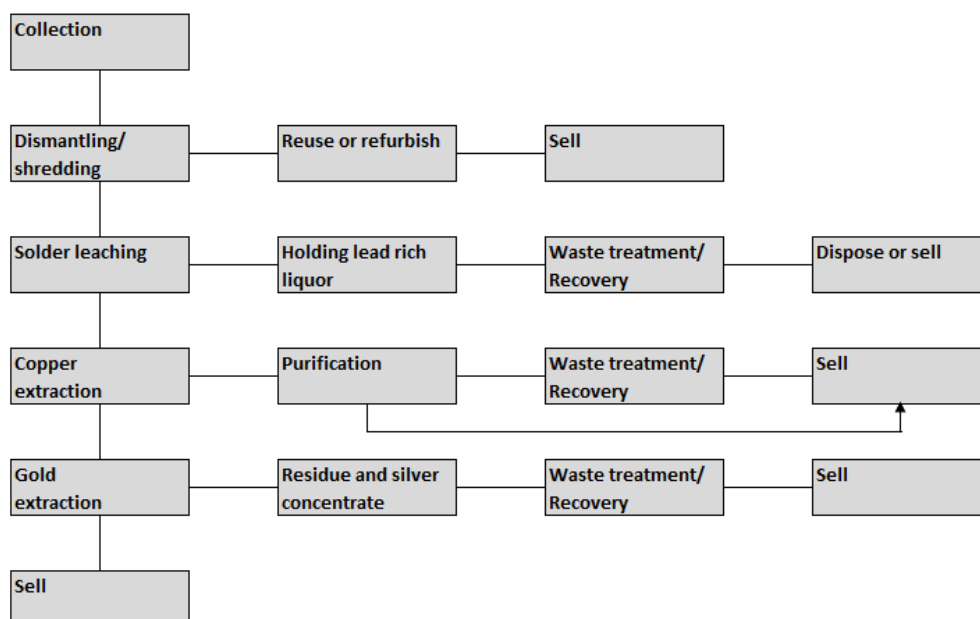 Collection
Dismantling/
shredding
Reuse or refurbish
Sell
Solder leaching
Holding lead rich
liquor
Waste treatment/
Recovery
Dispose or sell
Copper
extraction
Purification
Waste treatment/
Recovery
Sell
Gold
extraction
Residue and silver
concentrate
Waste treatment/
Recovery
Sell
Sell